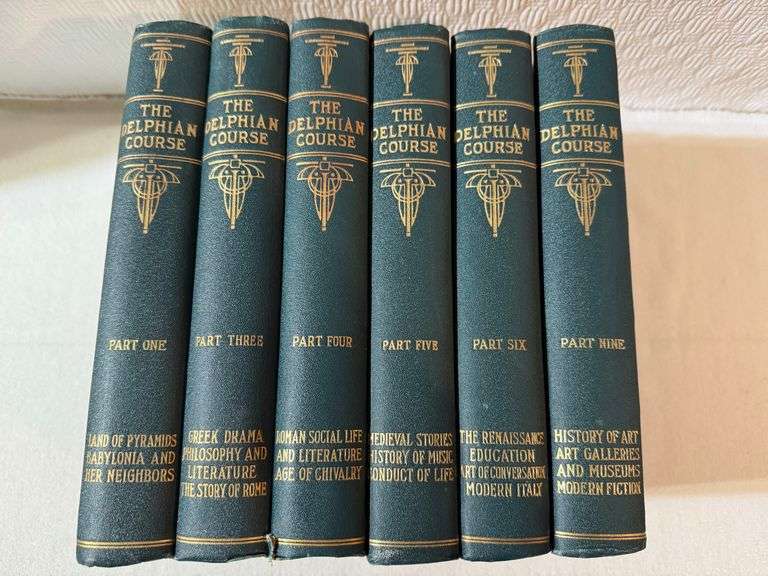 THE
DELPHIAN
COURSE
PART ONE
LAND OF PYRAMIDS
BABYLONIA AND
HER NEIGHBORS
THE
DELPHIAN
COURSE
PART THREE
GREEK DRAMA
PHILOSOPHY AND
LITERATURE
THE STORY OF ROME
THE
DELPHIAN
COURSE
PART FOUR
ROMAN SOCIAL LIFE
AND LITERATURE
AGE OF CHIVALRY
THE
DELPHIAN
COURSE
PART FIVE
MEDIEVAL STORIES
HISTORY OF MUSIC
CONDUCT OF LIFE
THE
DELPHIAN
COURSE
PART SIX
THE RENAISSANCE
EDUCATION
ART OF CONVERSATION
MODERN ITALY
THE
DELPHIAN
COURSE
PART NINE
HISTORY OF ART
ART GALLERIES
AND MUSEUMS
MODERN FICTION